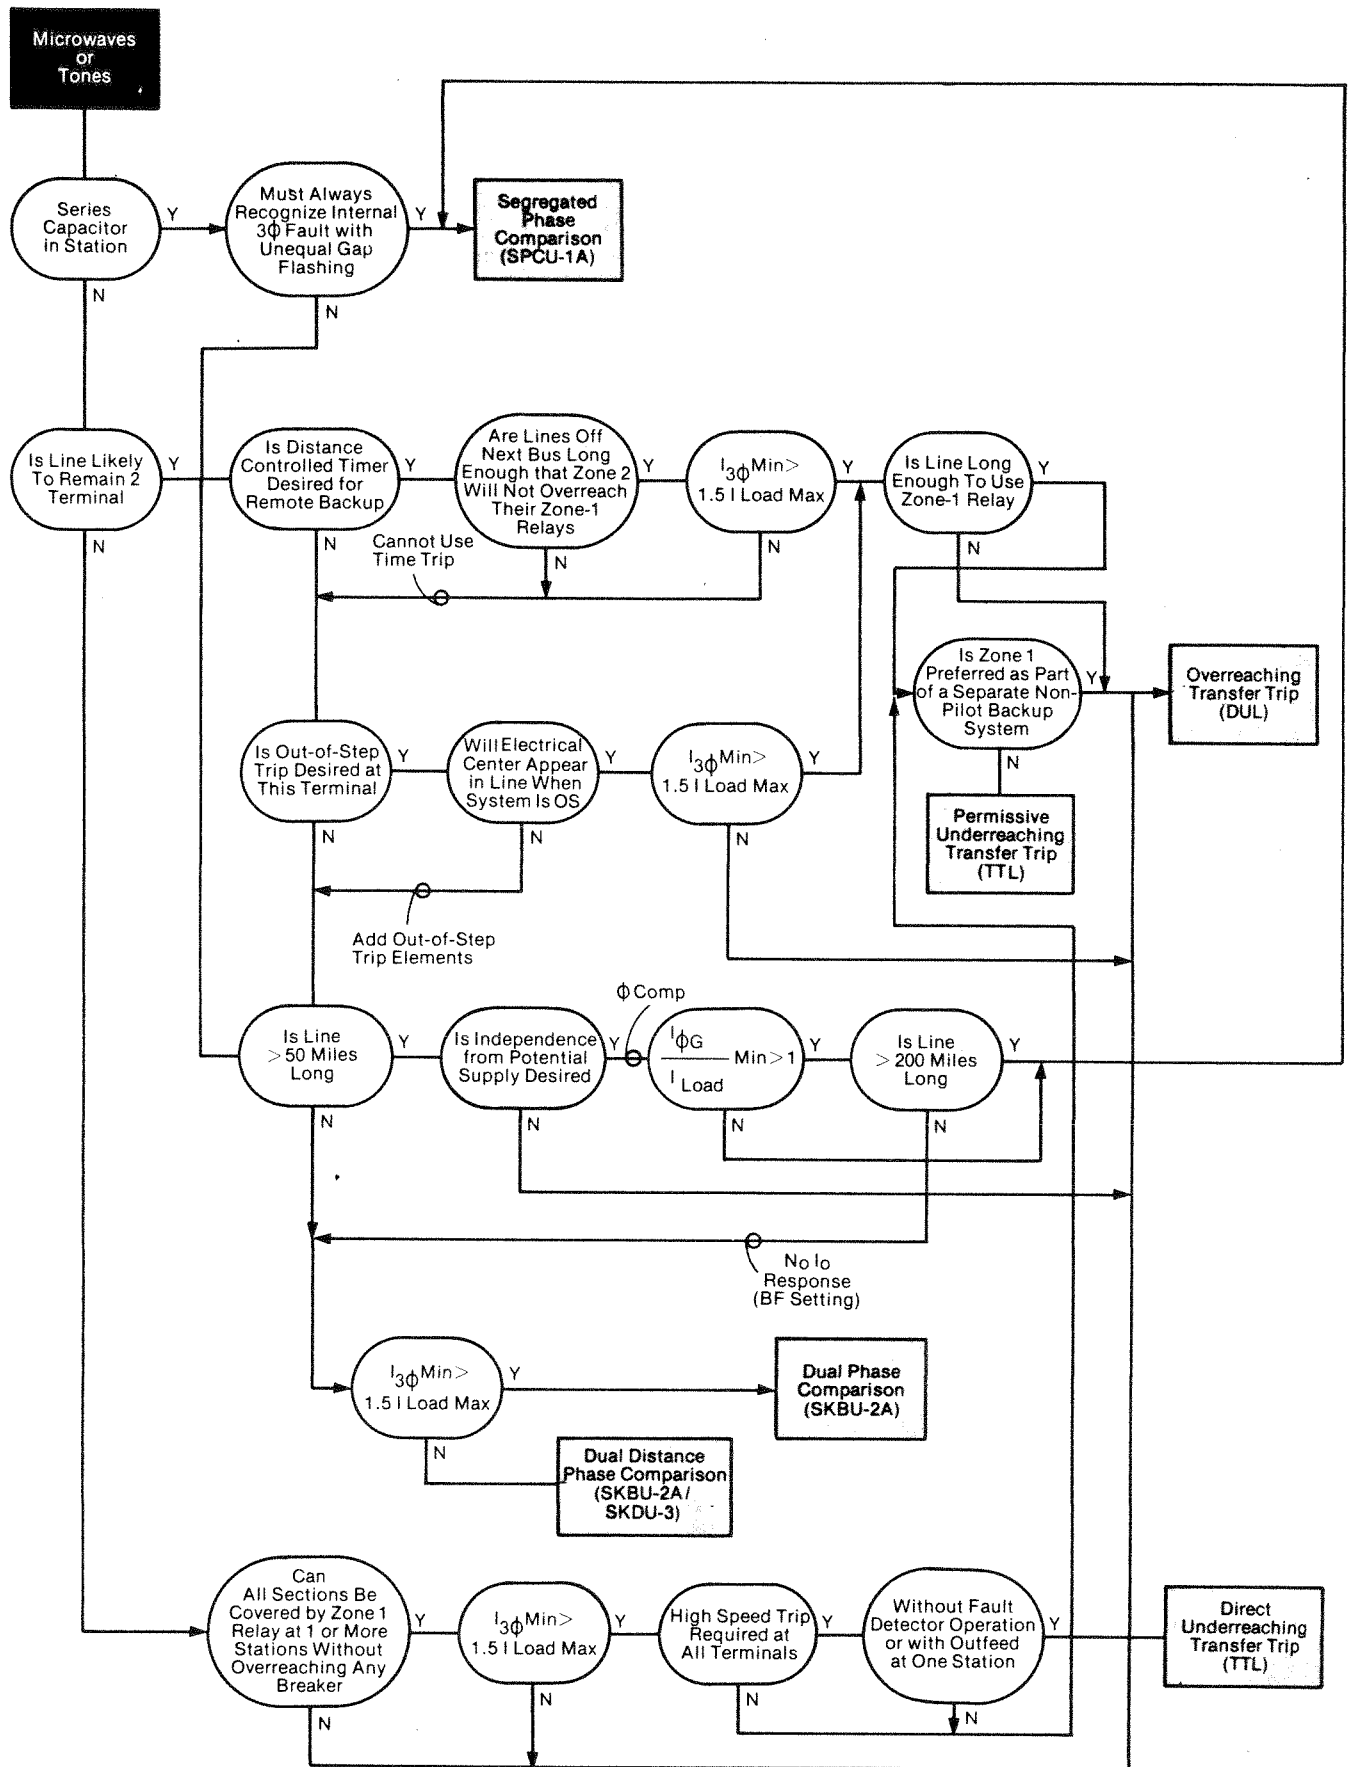 Microwaves
or
Tones
Series
Capacitor
in Station
Y
N
Must Always
Recognize Internal
3ϕ Fault with
Unequal Gap
Flashing
Y
N
Segregated
Phase
Comparison
(SPCU-1A)
Is Line Likely
To Remain 2
Terminal
Y
N
Is Distance
Controlled Timer
Desired for
Remote Backup
Y
N
Are Lines Off
Next Bus Long
Enough that Zone 2
Will Not Overreach
Their Zone-1
Relays
Y
N
I3ϕ Min >
1.5 I Load Max
Y
N
Is Line Long
Enough To Use
Zone-1 Relay
Y
N
Cannot Use
Time Trip
Is Zone 1
Preferred as Part
of a Separate Non-
Pilot Backup
System
Y
N
Overreaching
Transfer Trip
(DUL)
Permissive
Underreaching
Transfer Trip
(TTL)
Is Out-of-Step
Trip Desired at
This Terminal
Y
N
Will Electrical
Center Appear
in Line When
System Is OS
Y
N
I3ϕ Min >
1.5 I Load Max
Y
N
Add Out-of-Step
Trip Elements
Is Line
> 50 Miles
Long
Y
N
Is Independence
from Potential
Supply Desired
Y
N
ϕ Comp
IϕG
Min > 1
I Load
Y
N
Is Line
> 200 Miles
Long
Y
N
No Io
Response
(BF Setting)
I3ϕ Min >
1.5 I Load Max
Y
N
Dual Phase
Comparison
(SKBU-2A)
Dual Distance
Phase Comparison
(SKBU-2A/
SKDU-3)
Can
All Sections Be
Covered by Zone 1
Relay at 1 or More
Stations Without
Overreaching Any
Breaker
Y
N
I3ϕ Min >
1.5 I Load Max
Y
N
High Speed Trip
Required at
All Terminals
Y
N
Without Fault
Detector Operation
or with Outfeed
at One Station
Y
N
Direct
Underreaching
Transfer Trip
(TTL)